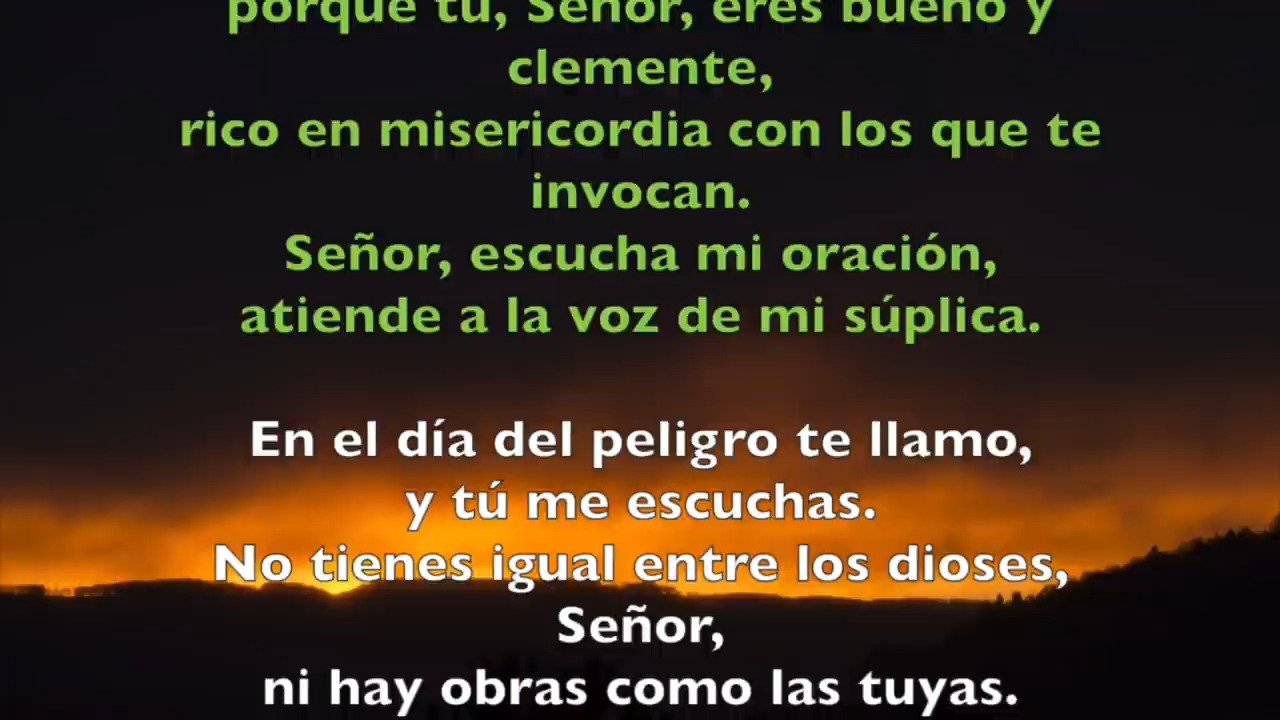 porque tú, Señor, eres bueno y
clemente,
rico en misericordia con los que te
invocan.
Señor, escucha mi oración,
atiende a la voz de mi súplica.
En el día del peligro te llamo,
y tú me escuchas.
No tienes igual entre los dioses,
Señor,
ni hay obras como las tuyas.